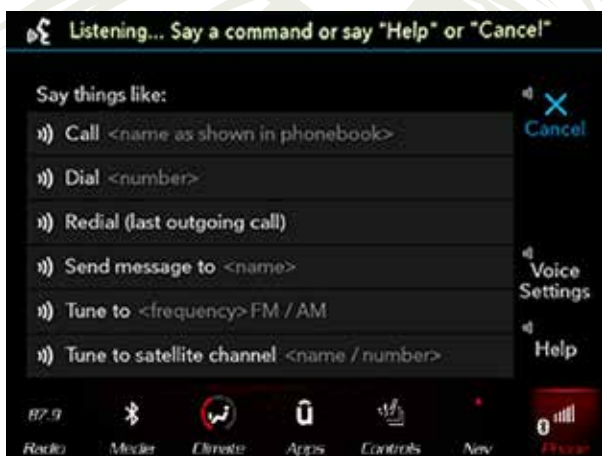 Listening... Say a command or say "Help" or "Cancel"
Say things like:
Call <name as shown in phonebook>
Cancel
Dial <number>
Redial (last outgoing call)
Send message to <name>
Voice
Settings
Tune to <frequency> FM / AM
Tune to satellite channel <name / number>
Help
87.9
Radio Media Climate Apps Controls Nav Phone